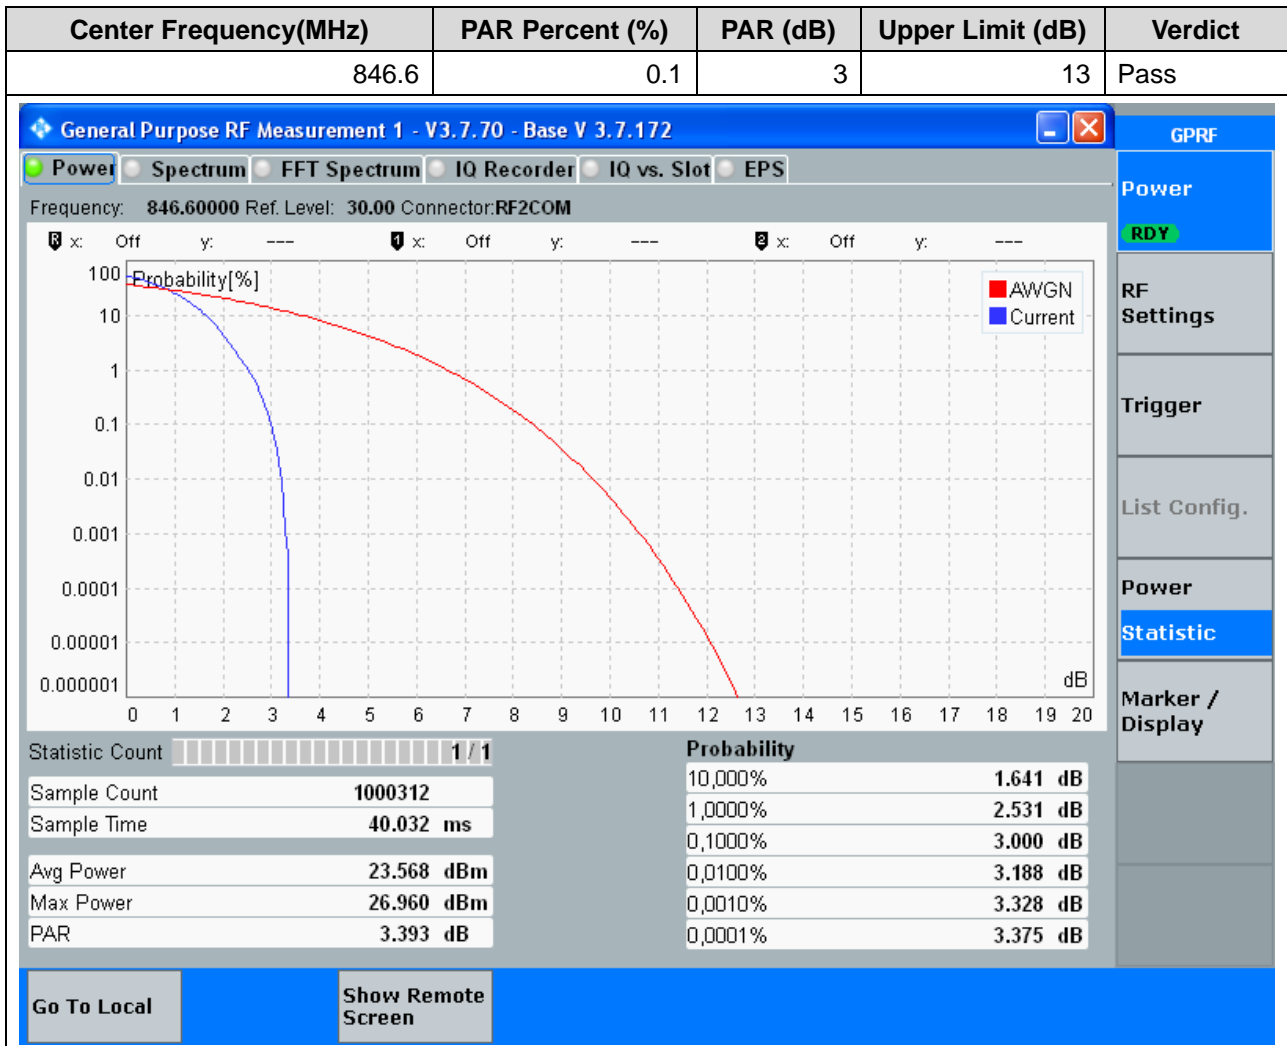 Center Frequency(MHz) PAR Percent (%) PAR (dB) Upper Limit (dB) Verdict
846.6 0.1 3 13 Pass
General Purpose RF Measurement 1 - V3.7.70 - Base V 3.7.172
Power Spectrum FFT Spectrum IQ Recorder IQ vs. Slot EPS
Frequency: 846.60000 Ref. Level: 30.00 Connector:RF2COM
R x: Off y: --- 1 x: Off y: --- 2 x: Off y: ---
Probability[%]
100
10
1
0.1
0.01
0.001
0.0001
0.00001
0.000001
AWGN
Current
dB
0 1 2 3 4 5 6 7 8 9 10 11 12 13 14 15 16 17 18 19 20
Statistic Count 1 / 1
Sample Count 1000312
Sample Time 40.032 ms
Avg Power 23.568 dBm
Max Power 26.960 dBm
PAR 3.393 dB
Probability
10,000% 1.641 dB
1,0000% 2.531 dB
0,1000% 3.000 dB
0,0100% 3.188 dB
0,0010% 3.328 dB
0,0001% 3.375 dB
GPRF
Power
RDY
RF
Settings
Trigger
List Config.
Power
Statistic
Marker /
Display
Go To Local
Show Remote
Screen